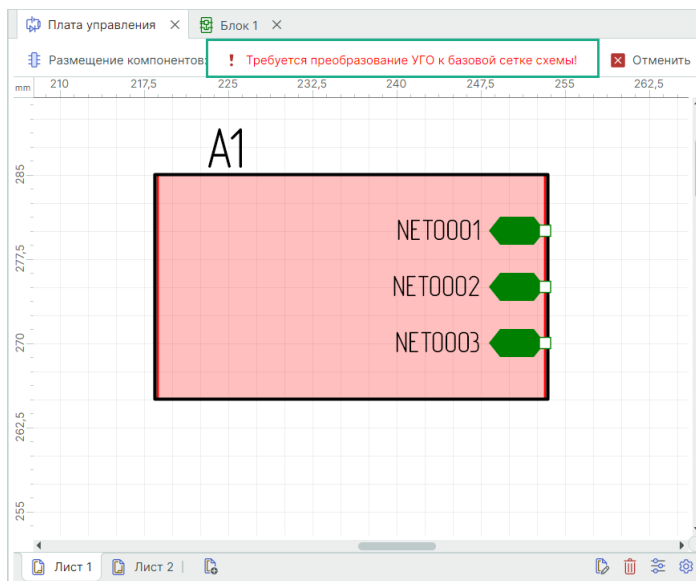 Плата управления
Блок 1
Размещение компонентов:
! Требуется преобразование УГО к базовой сетке схемы!
Отменить
mm 210 217,5 225 232,5 240 247,5 255 262,5
285
277,5
270
262,5
255
A1
NET0001
NET0002
NET0003
Лист 1
Лист 2